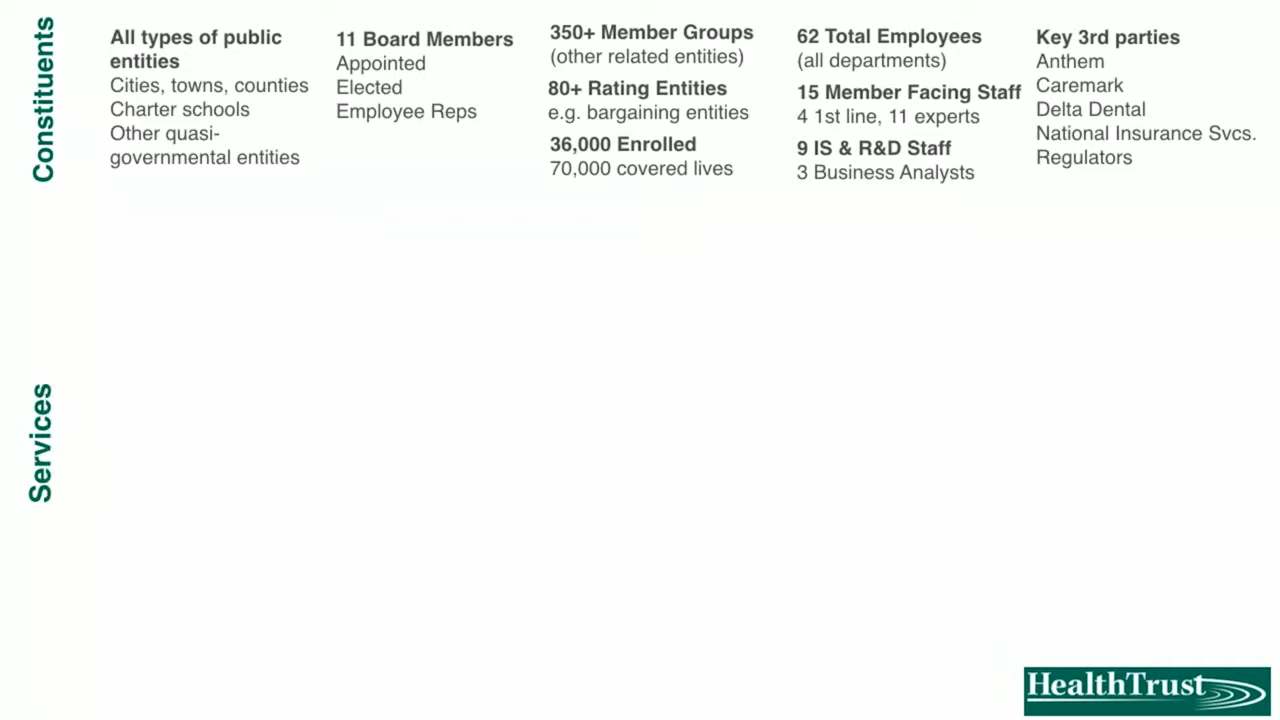 Constituents
All types of public
entities
Cities, towns, counties
Charter schools
Other quasi-
governmental entities
11 Board Members
Appointed
Elected
Employee Reps
350+ Member Groups
(other related entities)
80+ Rating Entities
e.g. bargaining entities
36,000 Enrolled
70,000 covered lives
62 Total Employees
(all departments)
15 Member Facing Staff
4 1st line, 11 experts
9 IS & R&D Staff
3 Business Analysts
Key 3rd parties
Anthem
Caremark
Delta Dental
National Insurance Svcs.
Regulators
Services
HealthTrust